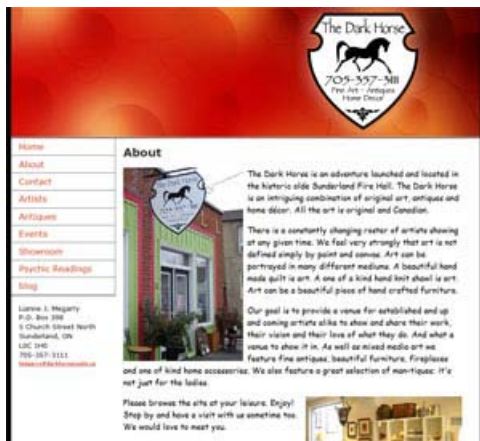 The Dark Horse
705-357-3111
Fine Art - Antiques
Home Decor
Home
About
Contact
Artists
Antiques
Events
Showroom
Psychic Readings
blog
Lianne J. Megarry
P.O. Box 398
5 Church Street North
Sunderland, ON
L0C 1H0
705-357-3111
About
The Dark Horse
The Dark Horse is an adventure launched and located in
the historic olde Sunderland Fire Hall. The Dark Horse
is an intriguing combination of original art, antiques and
home décor. All the art is original and Canadian.
There is a constantly changing roster of artists showing
at any given time. We feel very strongly that art is not
defined simply by paint and canvas. Art can be
portrayed in many different mediums. A beautiful hand
made quilt is art. A one of a kind hand knit shawl is art.
Art can be a beautiful piece of hand crafted furniture.
Our goal is to provide a venue for established and up
and coming artists alike to show and share their work,
their vision and their love of what they do. And what a
venue to show it in. As well as mixed media art we
feature fine antiques, beautiful furniture, fireplaces
and one of kind home accessories. We also feature a great selection of man-tiques: it's
not just for the ladies.
Please browse the site at your leisure. Enjoy!
Stop by and have a visit with us sometime too.
We would love to meet you.